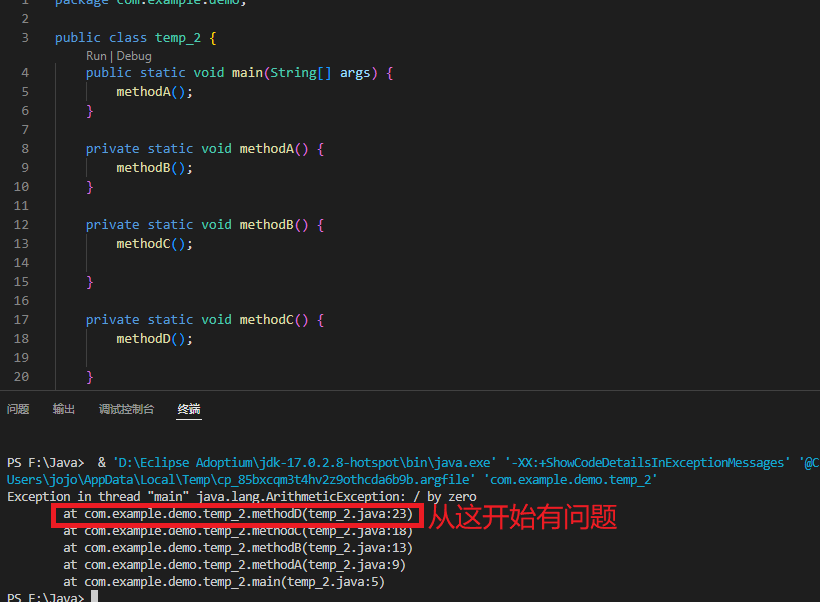 1 package com.example.demo;
2
3 public class temp_2 {
Run | Debug
4 public static void main(String[] args) {
5 methodA();
6 }
7
8 private static void methodA() {
9 methodB();
10 }
11
12 private static void methodB() {
13 methodC();
14
15 }
16
17 private static void methodC() {
18 methodD();
19
20 }
问题 输出 调试控制台 终端
PS F:\Java> & 'D:\Eclipse Adoptium\jdk-17.0.2.8-hotspot\bin\java.exe' '-XX:+ShowCodeDetailsInExceptionMessages' '@C
Users\jojo\AppData\Local\Temp\cp_85bxcqm3t4hv2z9othcda6b9b.argfile' 'com.example.demo.temp_2'
Exception in thread "main" java.lang.ArithmeticException: / by zero
at com.example.demo.temp_2.methodD(temp_2.java:23) 从这开始有问题
at com.example.demo.temp_2.methodC(temp_2.java:18)
at com.example.demo.temp_2.methodB(temp_2.java:13)
at com.example.demo.temp_2.methodA(temp_2.java:9)
at com.example.demo.temp_2.main(temp_2.java:5)
PS F:\Java>